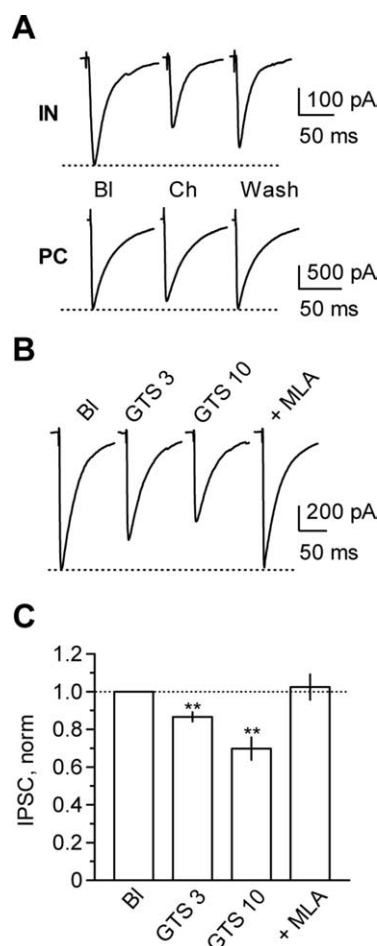 A
IN
100 pA
50 ms
Bl Ch Wash
PC
500 pA
50 ms
B
Bl GTS 3 GTS 10 + MLA
200 pA
50 ms
C
IPSC, norm
1.2
1.0
0.8
0.6
0.4
0.2
0
** **
Bl GTS 3 GTS 10 + MLA